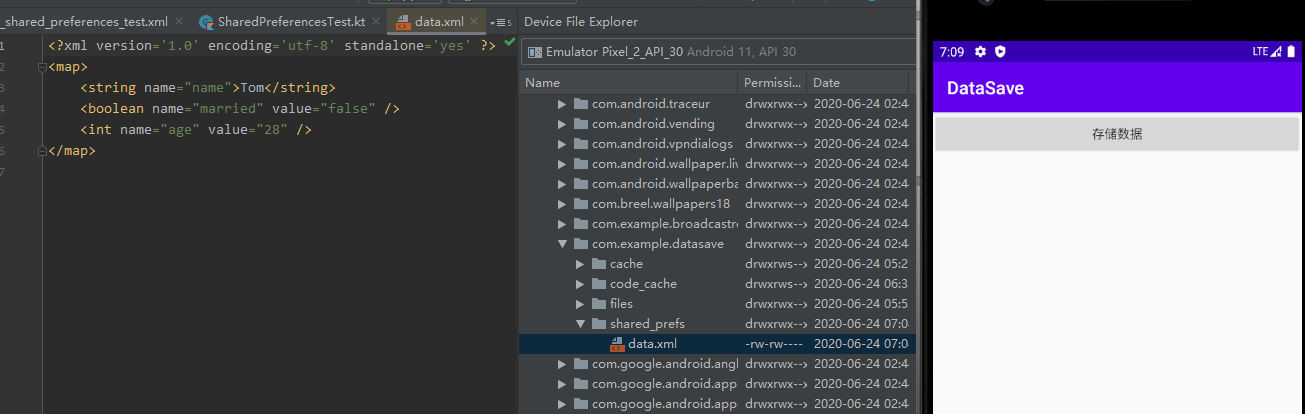 _shared_preferences_test.xml SharedPreferencesTest.kt data.xml 5
1 <?xml version='1.0' encoding='utf-8' standalone='yes' ?>
2 <map>
3 <string name="name">Tom</string>
4 <boolean name="married" value="false" />
5 <int name="age" value="28" />
6 </map>
7
Device File Explorer
Emulator Pixel_2_API_30 Android 11, API 30
Name Permissi... Date
com.android.traceur drwxrwx--x 2020-06-24 02:4
com.android.vending drwxrwx--x 2020-06-24 02:4
com.android.vpndialogs drwxrwx--x 2020-06-24 02:4
com.android.wallpaper.liv drwxrwx--x 2020-06-24 02:4
com.android.wallpaperba drwxrwx--x 2020-06-24 02:4
com.breel.wallpapers18 drwxrwx--x 2020-06-24 02:4
com.example.broadcastre drwxrwx--x 2020-06-24 02:4
com.example.datasave drwxrwx--x 2020-06-24 02:4
cache drwxrws--x 2020-06-24 05:2
code_cache drwxrws--x 2020-06-24 06:3
files drwxrwx--x 2020-06-24 05:5
shared_prefs drwxrwx--x 2020-06-24 07:0
data.xml -rw-rw---- 2020-06-24 07:0
com.google.android.angl drwxrwx--x 2020-06-24 02:4
com.google.android.app drwxrwx--x 2020-06-24 02:4
com.google.android.app drwxrwx--x 2020-06-24 02:4
7:09 LTE
DataSave
存储数据